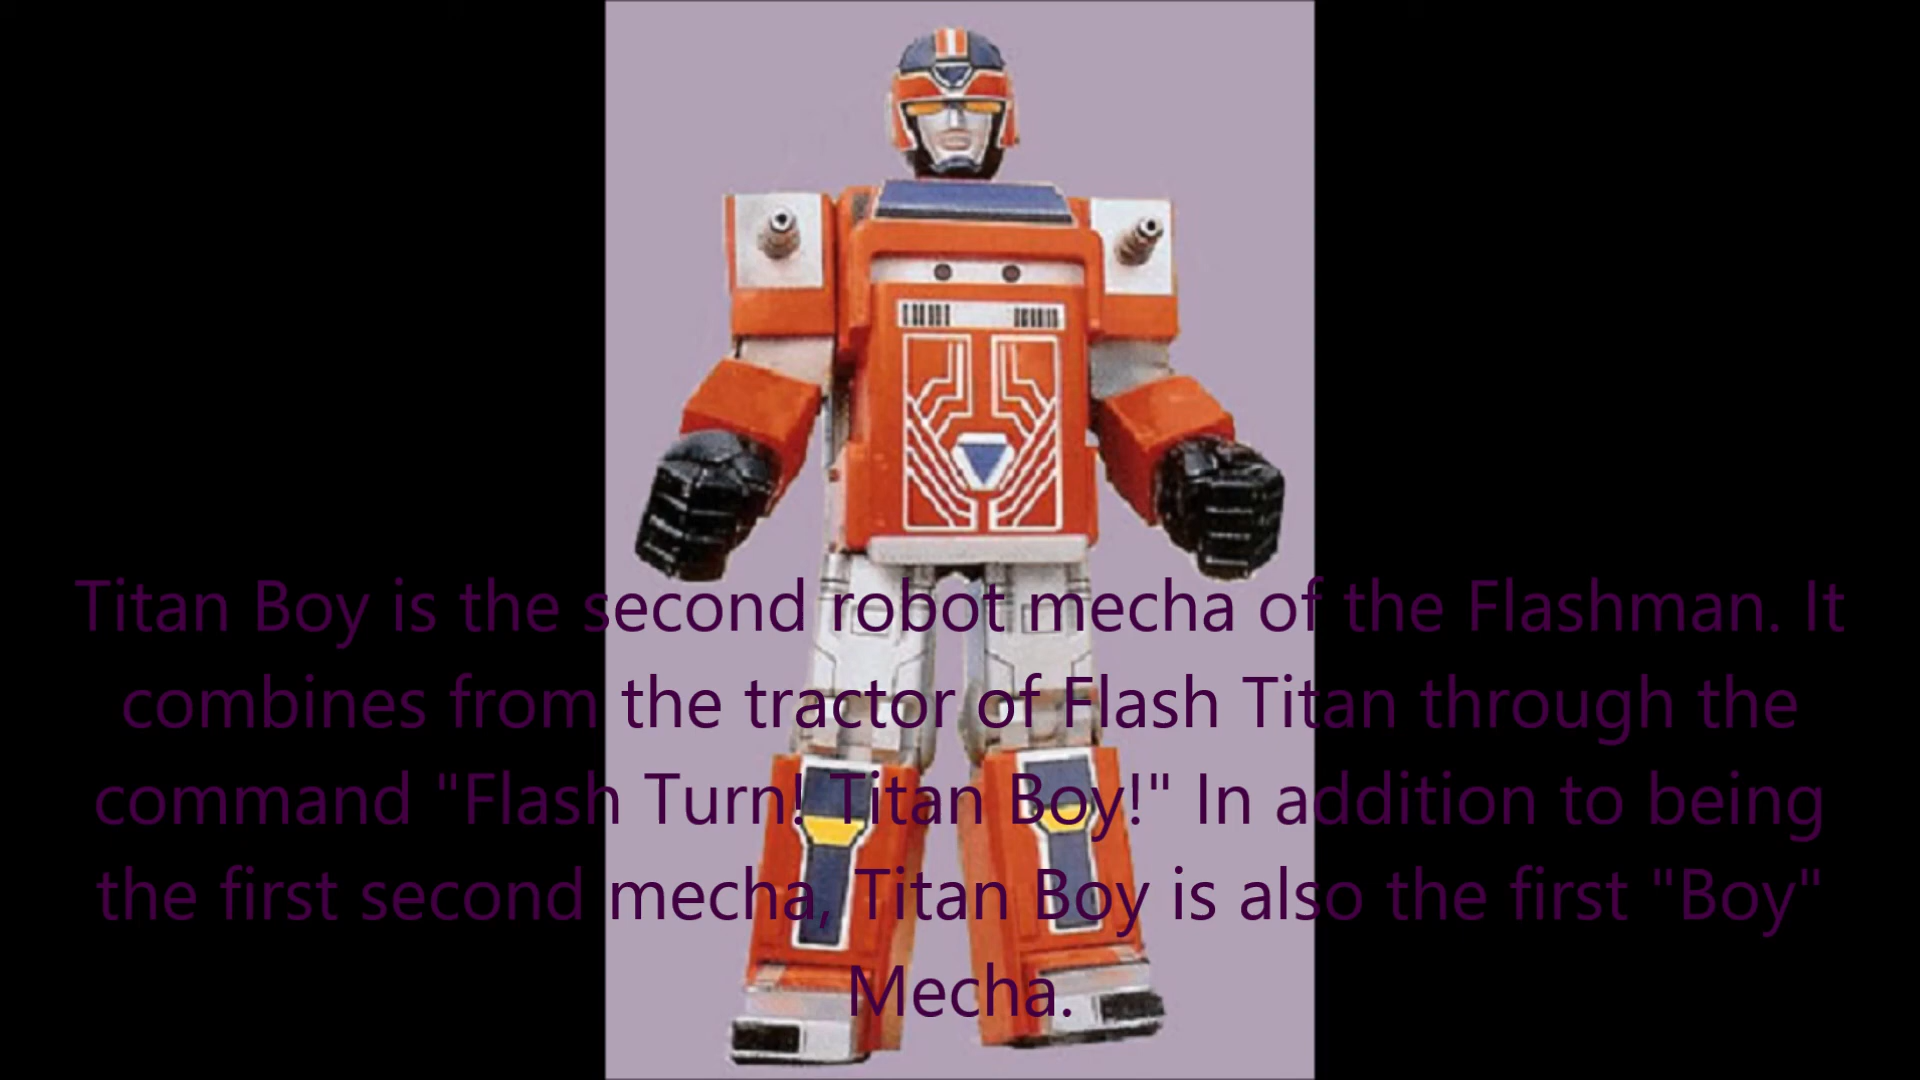 Titan Boy is the second robot mecha of the Flashman. It
combines from the tractor of Flash Titan through the
command "Flash Turn! Titan Boy!" In addition to being
the first second mecha, Titan Boy is also the first "Boy"
Mecha.